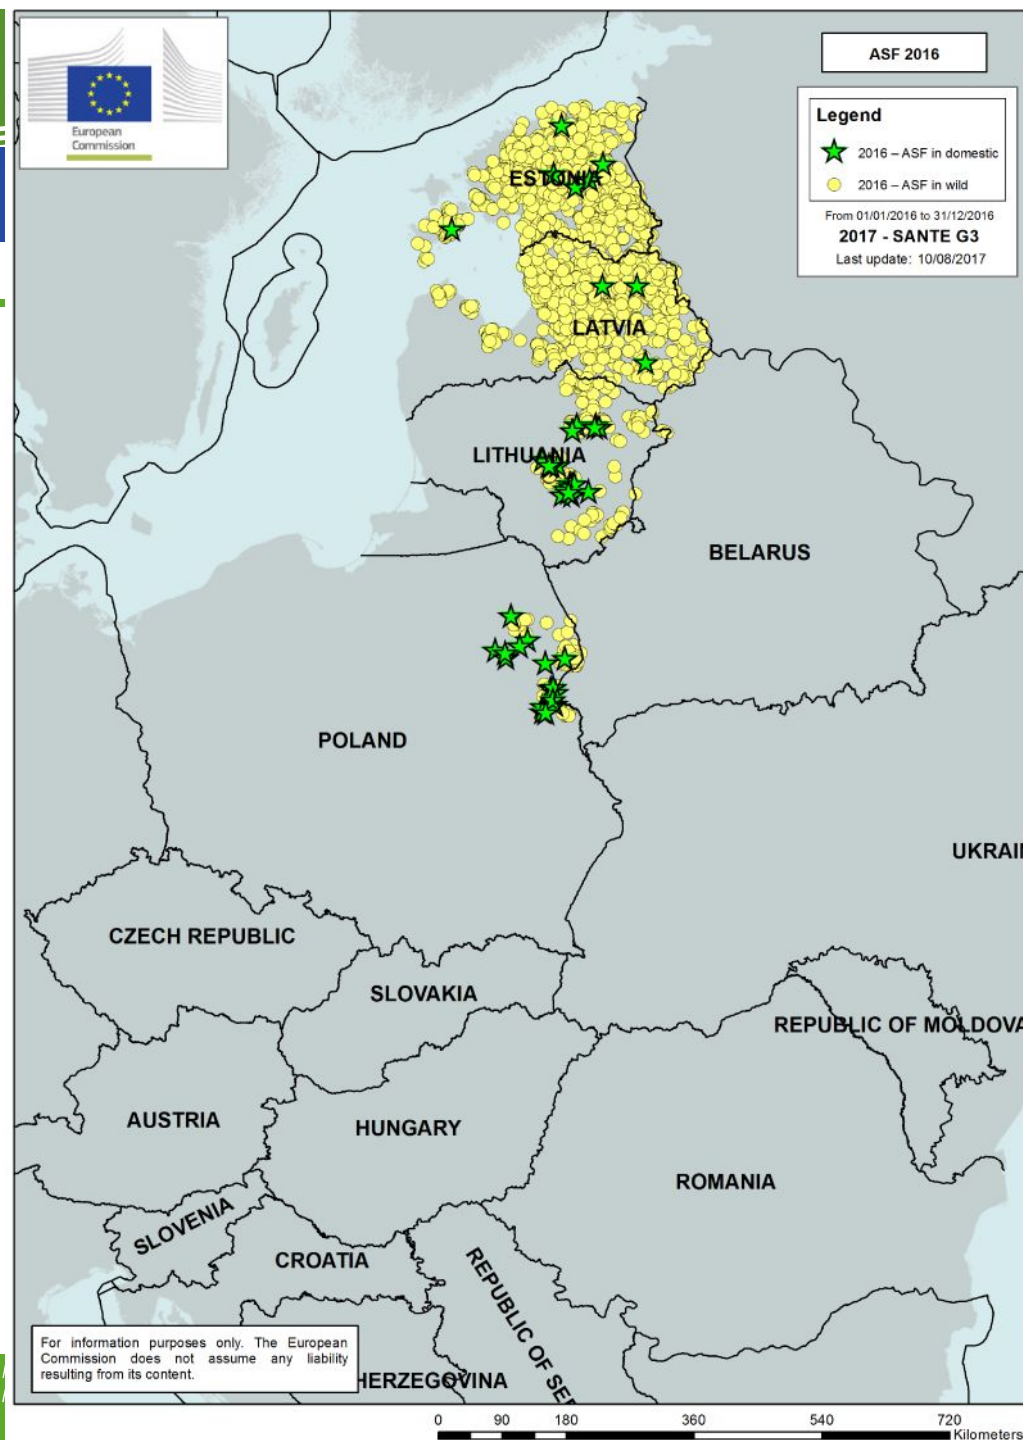 European
Commission
ASF 2016
Legend
2016 – ASF in domestic
2016 – ASF in wild
From 01/01/2016 to 31/12/2016
2017 - SANTE G3
Last update: 10/08/2017
ESTONIA
LATVIA
LITHUANIA
BELARUS
POLAND
UKRAI
CZECH REPUBLIC
SLOVAKIA
REPUBLIC OF MOLDOVA
AUSTRIA
HUNGARY
ROMANIA
SLOVENIA
CROATIA
REPUBLIC OF SER
For information purposes only. The European
Commission does not assume any liability
resulting from its content.
HERZEGOVINA
0 90 180 360 540 720
Kilometers